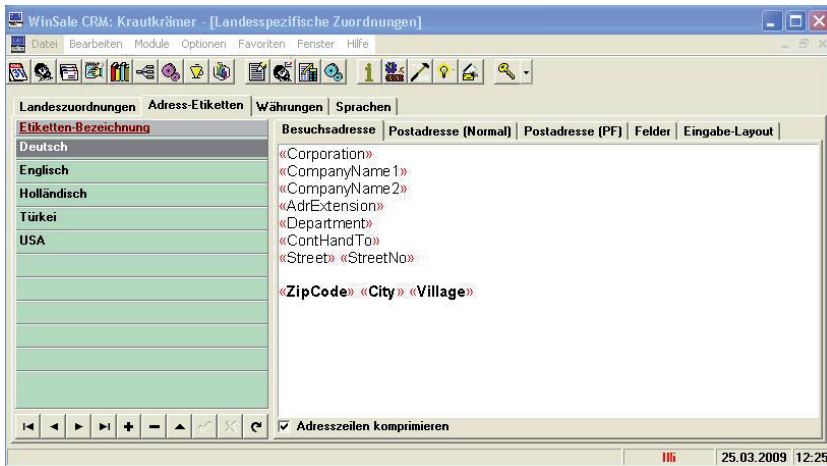 WinSale CRM: Krautkrämer - [Landesspezifische Zuordnungen]
Datei Bearbeiten Module Optionen Favoriten Fenster Hilfe
Landeszuordnungen Adress-Etiketten Währungen Sprachen
Etiketten-Bezeichnung
Deutsch
Englisch
Holländisch
Türkei
USA
Besuchsadresse Postadresse (Normal) Postadresse (PF) Felder Eingabe-Layout
«Corporation»
«CompanyName1»
«CompanyName2»
«AdrExtension»
«Department»
«ContHandTo»
«Street» «StreetNo»
«ZipCode» «City» «Village»
Adresszeilen komprimieren
Illi 25.03.2009 12:25